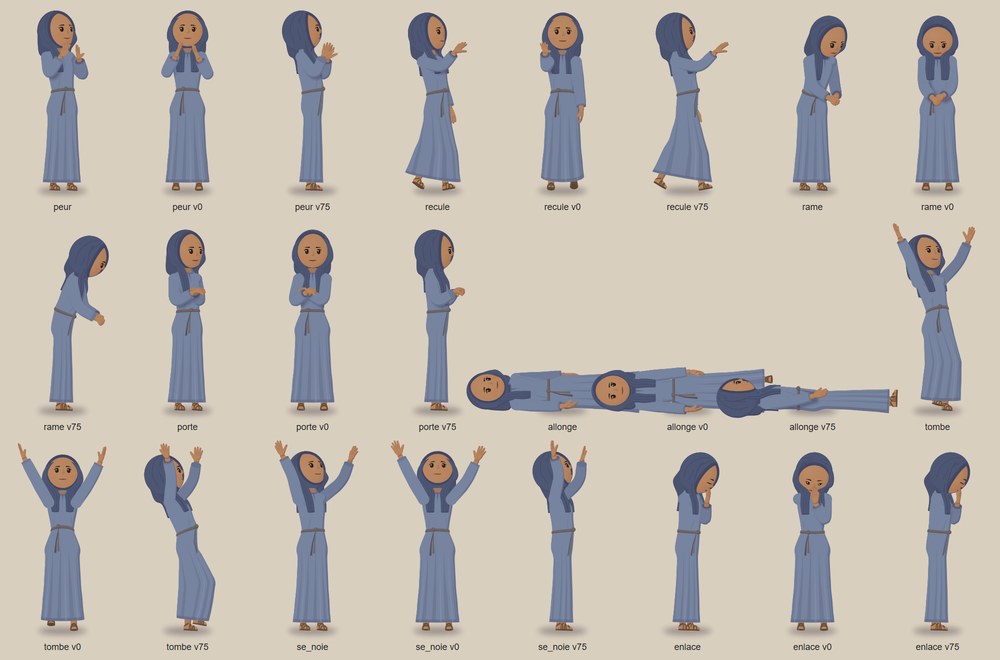 peur
peur v0
peur v75
recule
recule v0
recule v75
rame
rame v0
rame v75
porte
porte v0
porte v75
allonge
allonge v0
allonge v75
tombe
tombe v0
tombe v75
se_noie
se_noie v0
se_noie v75
enlace
enlace v0
enlace v75